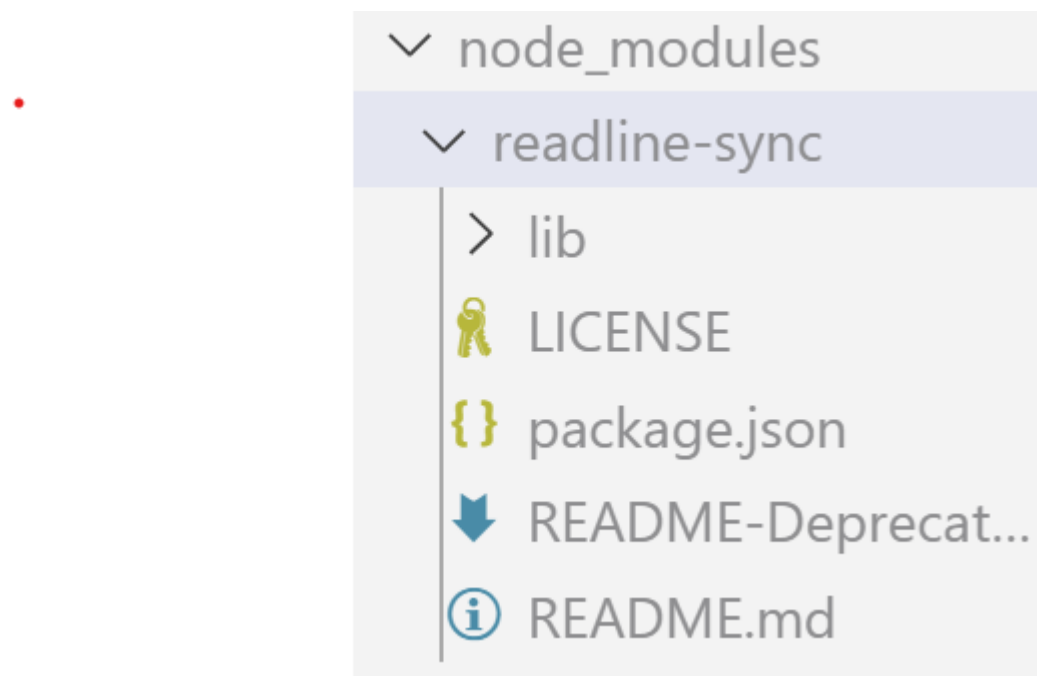 node_modules
readline-sync
lib
LICENSE
package.json
README-Deprecat...
README.md